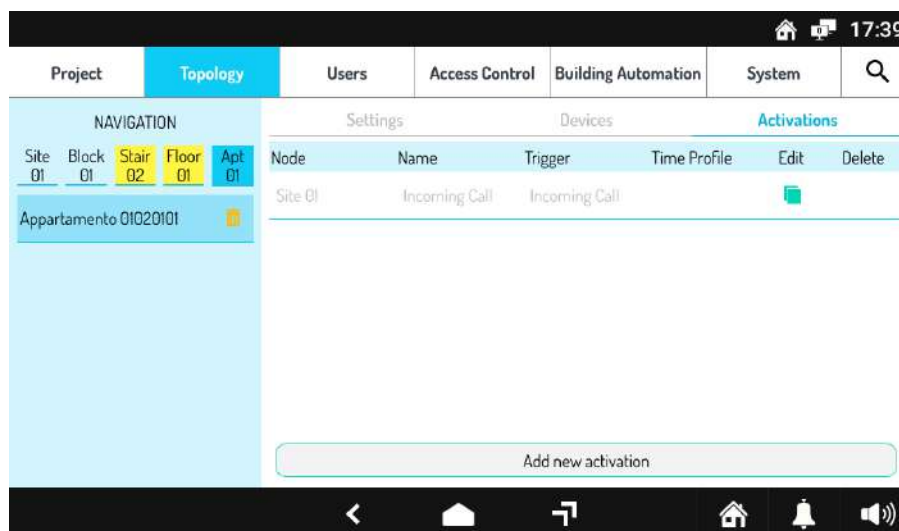 17:39
Project Topology Users Access Control Building Automation System
NAVIGATION
Settings Devices Activations
Site Block Stair Floor Apt
01 01 02 01 01
Node Name Trigger Time Profile Edit Delete
Site 01 Incoming Call Incoming Call
Appartamento 01020101
Add new activation